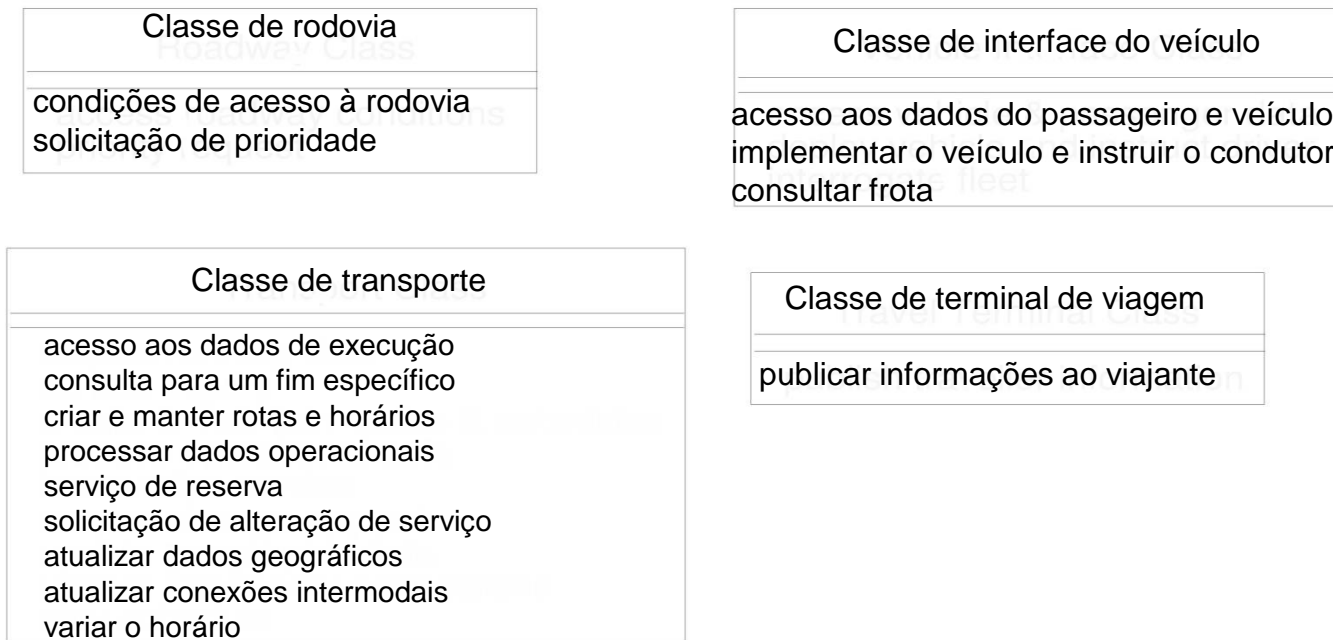 Classe de rodovia
condições de acesso à rodovia
solicitação de prioridade
Classe de interface do veículo
acesso aos dados do passageiro e veículo
implementar o veículo e instruir o condutor
consultar frota
Classe de transporte
acesso aos dados de execução
consulta para um fim específico
criar e manter rotas e horários
processar dados operacionais
serviço de reserva
solicitação de alteração de serviço
atualizar dados geográficos
atualizar conexões intermodais
variar o horário
Classe de terminal de viagem
publicar informações ao viajante